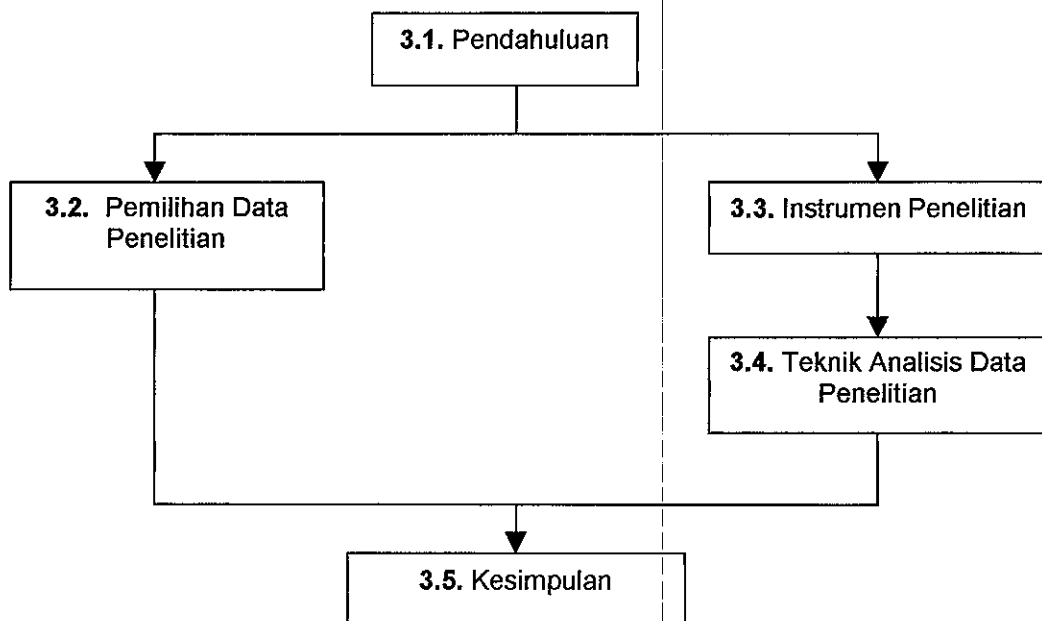 3.1. Pendahuluan
3.2. Pemilihan Data
Penelitian
3.3. Instrumen Penelitian
3.4. Teknik Analisis Data
Penelitian
3.5. Kesimpulan